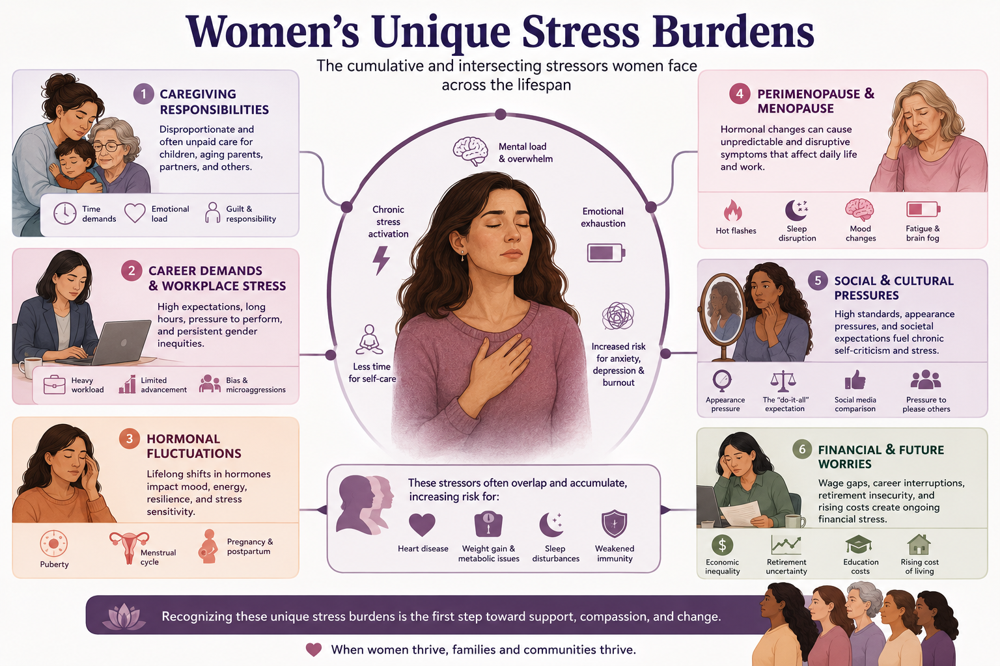 Women's Unique Stress Burdens
The cumulative and intersecting stressors women face
across the lifespan
1
CAREGIVING
RESPONSIBILITIES
Disproportionate and
often unpaid care for
children, aging parents,
partners, and others.
Time
demands
Emotional
load
Guilt &
responsibility
2
CAREER DEMANDS
& WORKPLACE STRESS
High expectations, long
hours, pressure to perform,
and persistent gender
inequities.
Heavy
workload
Limited
advancement
Bias &
microaggressions
3
HORMONAL
FLUCTUATIONS
Lifelong shifts in hormones
impact mood, energy,
resilience, and stress
sensitivity.
Puberty
Menstrual
cycle
Pregnancy &
postpartum
Mental load
& overwhelm
Chronic
stress
activation
Emotional
exhaustion
Less time
for self-care
Increased risk
for anxiety,
depression &
burnout
These stressors often overlap and accumulate,
increasing risk for:
Heart disease
Weight gain &
metabolic issues
Sleep
disturbances
Weakened
immunity
4
PERIMENOPAUSE &
MENOPAUSE
Hormonal changes can cause
unpredictable and disruptive
symptoms that affect daily life
and work.
Hot flashes
Sleep
disruption
Mood
changes
Fatigue &
brain fog
5
SOCIAL & CULTURAL
PRESSURES
High standards, appearance
pressures, and societal
expectations fuel chronic
self-criticism and stress.
Appearance
pressure
The "do-it-all"
expectation
Social media
comparison
Pressure to
please others
6
FINANCIAL & FUTURE
WORRIES
Wage gaps, career interruptions,
retirement insecurity, and
rising costs create ongoing
financial stress.
$
Economic
inequality
Retirement
uncertainty
Education
costs
Rising cost
of living
Recognizing these unique stress burdens is the first step toward support, compassion, and change.
When women thrive, families and communities thrive.